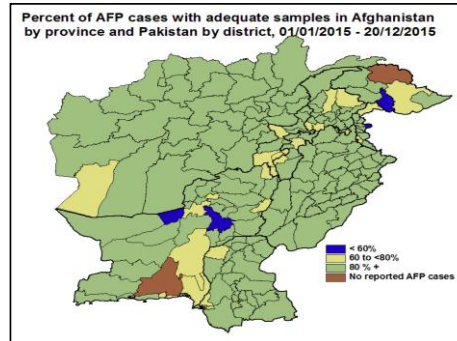 Percent of AFP cases with adequate samples in Afghanistan
by province and Pakistan by district, 01/01/2015 - 20/12/2015
< 60%
60 to <80%
80 % +
No reported AFP cases